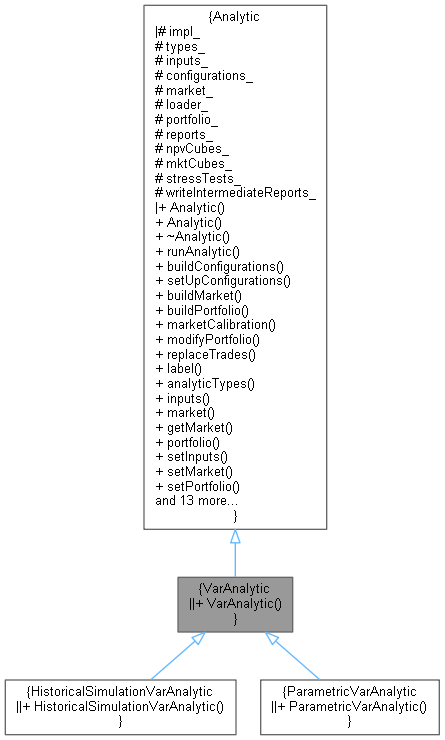 {Analytic
|# impl_
# types_
# inputs_
# configurations_
# market_
# loader_
# portfolio_
# reports_
# npvCubes_
# mktCubes_
# stressTests_
# writeIntermediateReports_
|+ Analytic()
+ Analytic()
+ ~Analytic()
+ runAnalytic()
+ buildConfigurations()
+ setUpConfigurations()
+ buildMarket()
+ buildPortfolio()
+ marketCalibration()
+ modifyPortfolio()
+ replaceTrades()
+ label()
+ analyticTypes()
+ inputs()
+ market()
+ getMarket()
+ portfolio()
+ setInputs()
+ setMarket()
+ setPortfolio()
and 13 more...
}
{VarAnalytic
||+ VarAnalytic()
}
{HistoricalSimulationVarAnalytic
||+ HistoricalSimulationVarAnalytic()
}
{ParametricVarAnalytic
||+ ParametricVarAnalytic()
}